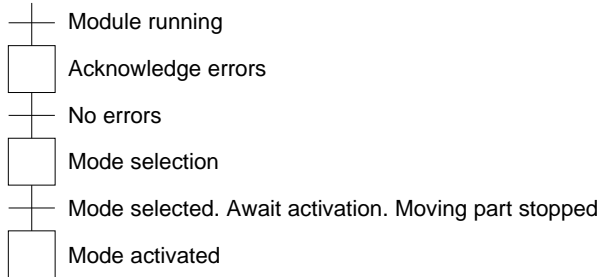 Module running
Acknowledge errors
No errors
Mode selection
Mode selected. Await activation. Moving part stopped
Mode activated